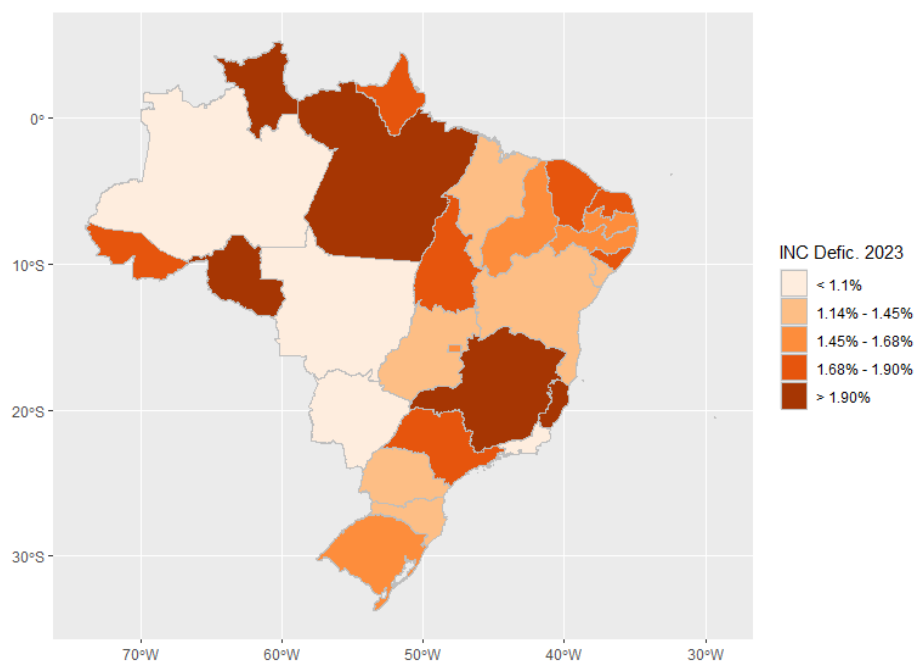 0°
10°S
20°S
30°S
70°W
60°W
50°W
40°W
30°W
INC Defic. 2023
< 1.1%
1.14% - 1.45%
1.45% - 1.68%
1.68% - 1.90%
> 1.90%